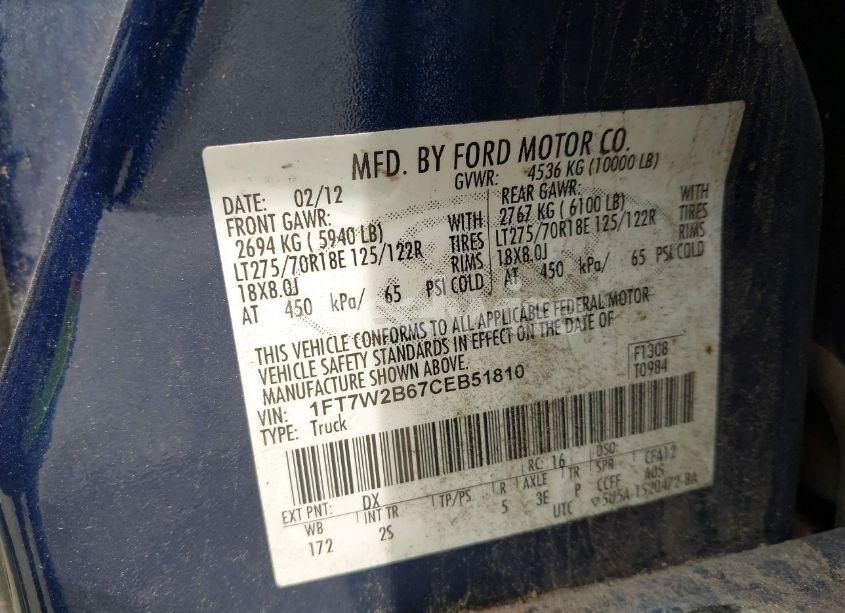 MFD. BY FORD MOTOR CO.
DATE: 02/12 GVWR: 4536 KG (10000 LB)
FRONT GAWR: REAR GAWR:
2694 KG ( 5940 LB) WITH 2767 KG ( 6100 LB) WITH
LT275/70R18E 125/122R TIRES LT275/70R18E 125/122R TIRES
18X8.0J RIMS 18X8.0J RIMS
AT 450 kPa/ 65 PSI COLD AT 450 kPa/ 65 PSI COLD
THIS VEHICLE CONFORMS TO ALL APPLICABLE FEDERAL MOTOR
VEHICLE SAFETY STANDARDS IN EFFECT ON THE DATE OF
MANUFACTURE SHOWN ABOVE.
VIN: 1FT7W2B67CEB51810
TYPE: Truck
F1308
T0984
EXT PNT: DX RC: 16 DSO:
WB INT TR TP/PS R AXLE TR SPR CFA12
172 2S 5 3E P CCFF A05
UTC ▽5U5A-1520472-BA